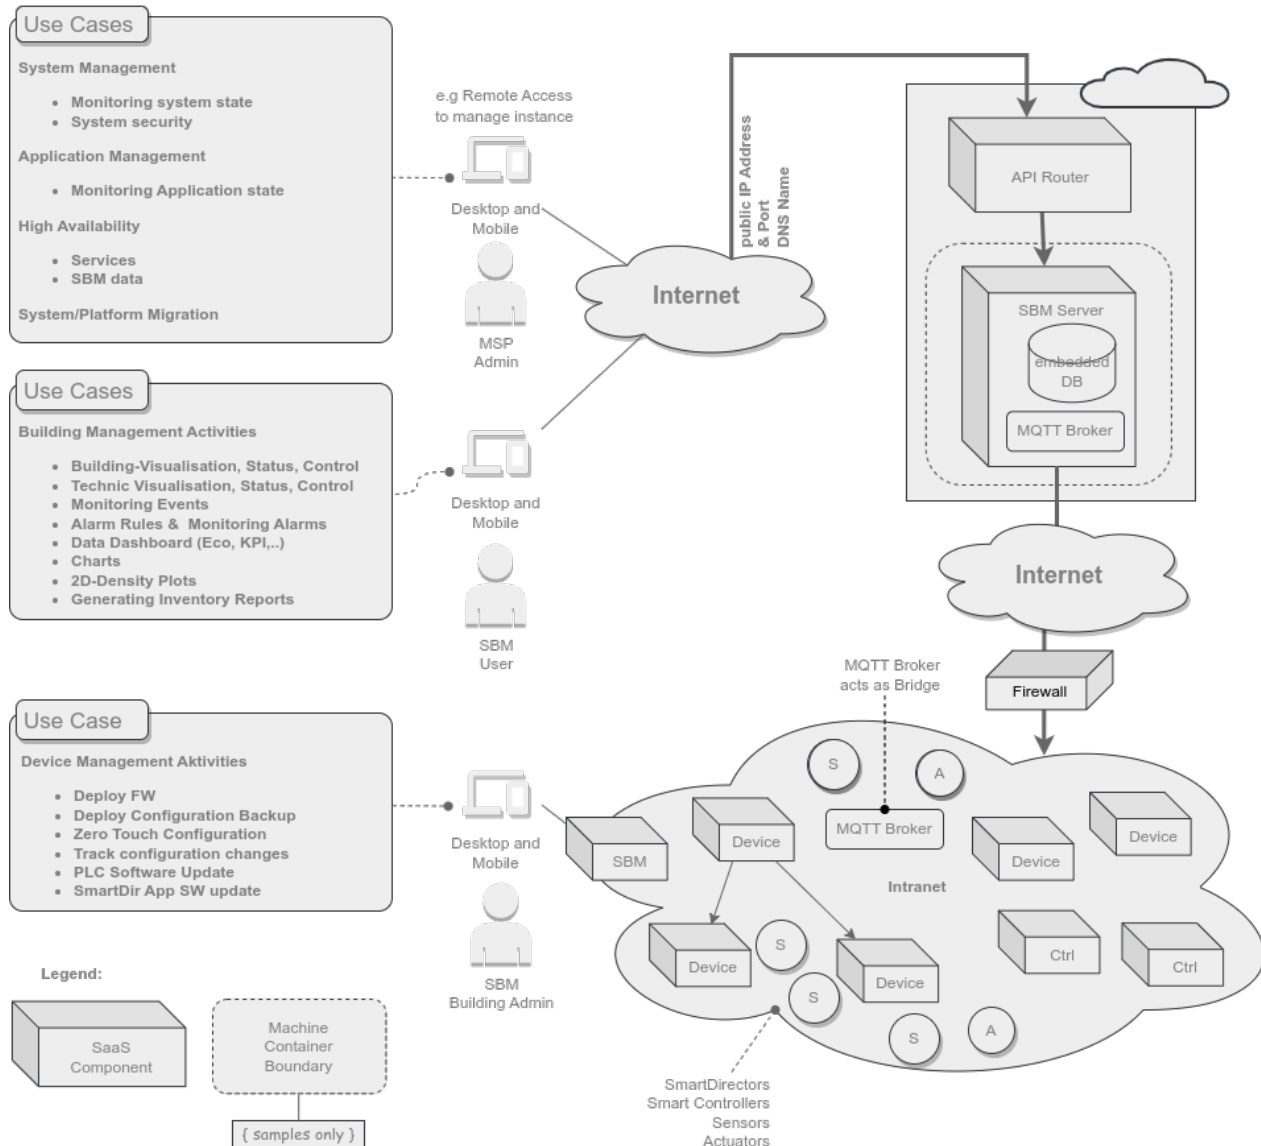 Use Cases
System Management
Monitoring system state
System security
Application Management
Monitoring Application state
High Availability
Services
SBM data
System/Platform Migration
e.g Remote Access
to manage instance
Desktop and
Mobile
MSP
Admin
Internet
public IP Address
& Port
DNS Name
API Router
SBM Server
embedded
DB
MQTT Broker
Use Cases
Building Management Activities
Building-Visualisation, Status, Control
Technic Visualisation, Status, Control
Monitoring Events
Alarm Rules & Monitoring Alarms
Data Dashboard (Eco, KPI,..)
Charts
2D-Density Plots
Generating Inventory Reports
Desktop and
Mobile
SBM
User
Internet
Firewall
MQTT Broker
acts as Bridge
Use Case
Device Management Aktivities
Deploy FW
Deploy Configuration Backup
Zero Touch Configuration
Track configuration changes
PLC Software Update
SmartDir App SW update
Desktop and
Mobile
SBM
Building Admin
S
A
SBM
Device
MQTT Broker
Device
Device
Intranet
Device
S
Device
Ctrl
Ctrl
S
S
A
SmartDirectors
Smart Controllers
Sensors
Actuators
Legend:
SaaS
Component
Machine
Container
Boundary
{ samples only }